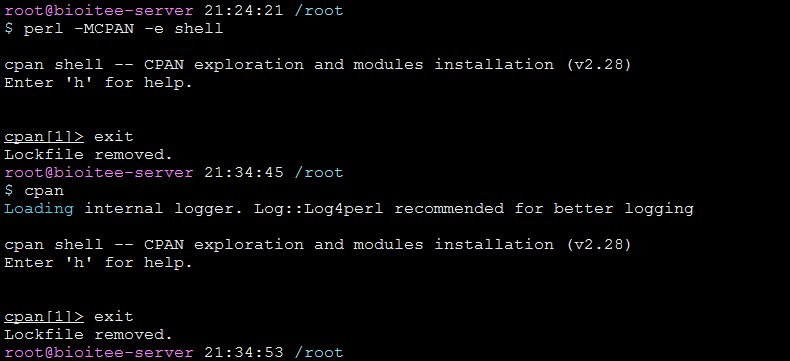 root@bioitee-server 21:24:21 /root
$ perl -MCPAN -e shell
cpan shell -- CPAN exploration and modules installation (v2.28)
Enter 'h' for help.
cpan[1]> exit
Lockfile removed.
root@bioitee-server 21:34:45 /root
$ cpan
Loading internal logger. Log::Log4perl recommended for better logging
cpan shell -- CPAN exploration and modules installation (v2.28)
Enter 'h' for help.
cpan[1]> exit
Lockfile removed.
root@bioitee-server 21:34:53 /root